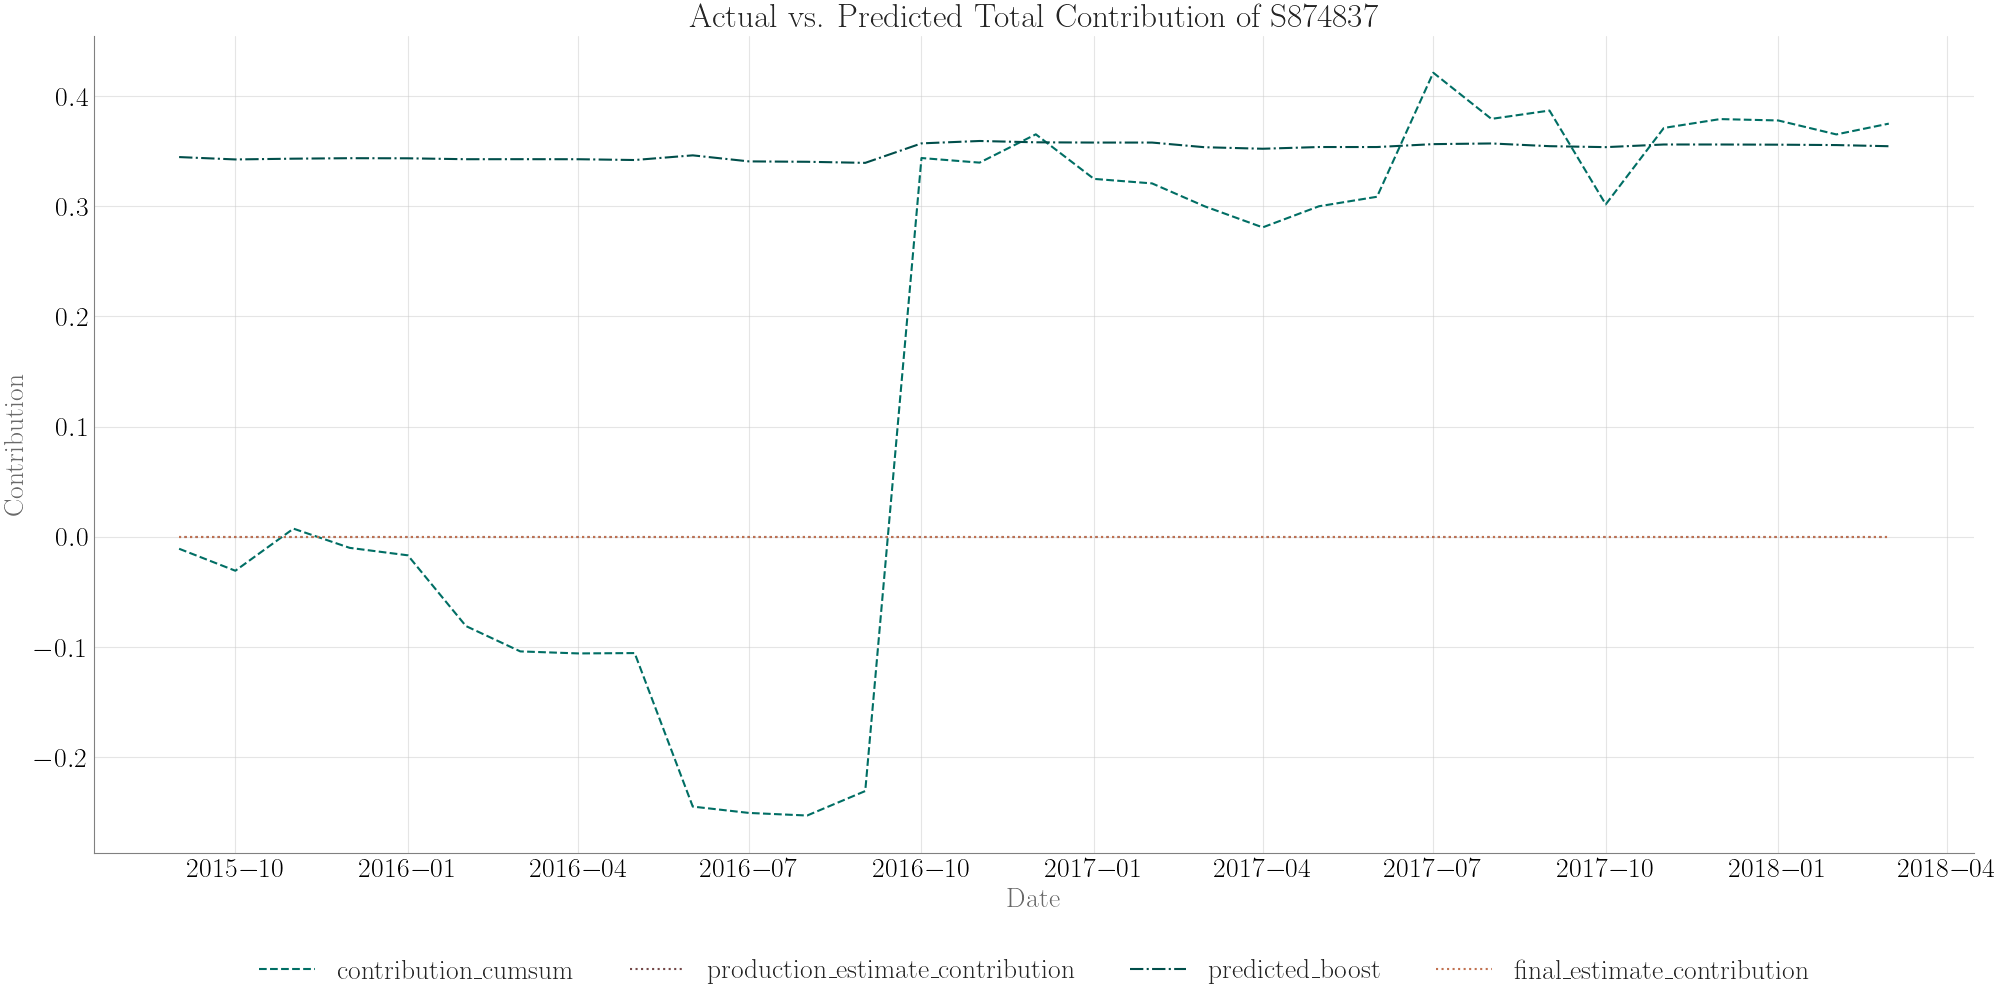 Actual vs. Predicted Total Contribution of S874837
Contribution
0.4
0.3
0.2
0.1
0.0
−0.1
−0.2
2015−10 2016−01 2016−04 2016−07 2016−10 2017−01 2017−04 2017−07 2017−10 2018−01 2018−04
Date
contribution_cumsum production_estimate_contribution predicted_boost final_estimate_contribution